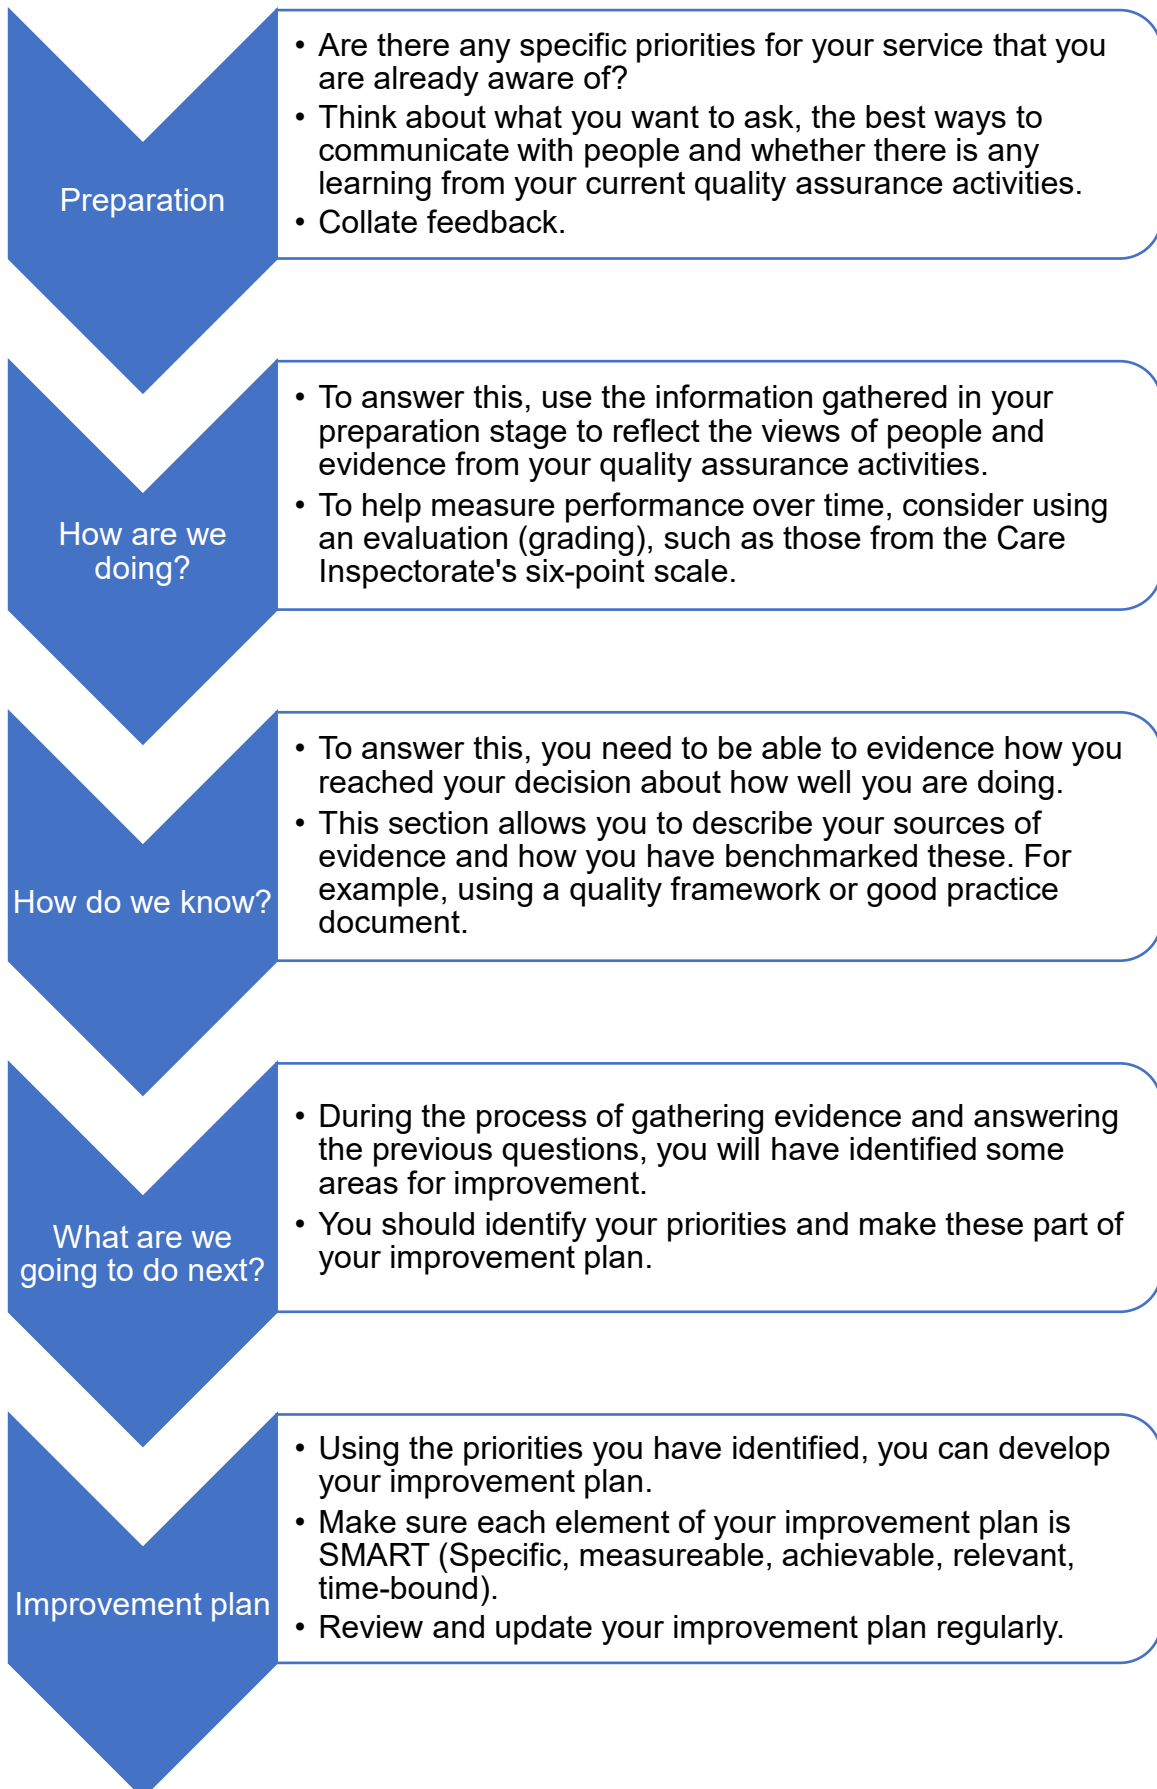 Preparation
• Are there any specific priorities for your service that you
are already aware of?
• Think about what you want to ask, the best ways to
communicate with people and whether there is any
learning from your current quality assurance activities.
• Collate feedback.
How are we
doing?
• To answer this, use the information gathered in your
preparation stage to reflect the views of people and
evidence from your quality assurance activities.
• To help measure performance over time, consider using
an evaluation (grading), such as those from the Care
Inspectorate's six-point scale.
How do we know?
• To answer this, you need to be able to evidence how you
reached your decision about how well you are doing.
• This section allows you to describe your sources of
evidence and how you have benchmarked these. For
example, using a quality framework or good practice
document.
What are we
going to do next?
• During the process of gathering evidence and answering
the previous questions, you will have identified some
areas for improvement.
• You should identify your priorities and make these part of
your improvement plan.
Improvement plan
• Using the priorities you have identified, you can develop
your improvement plan.
• Make sure each element of your improvement plan is
SMART (Specific, measureable, achievable, relevant,
time-bound).
• Review and update your improvement plan regularly.